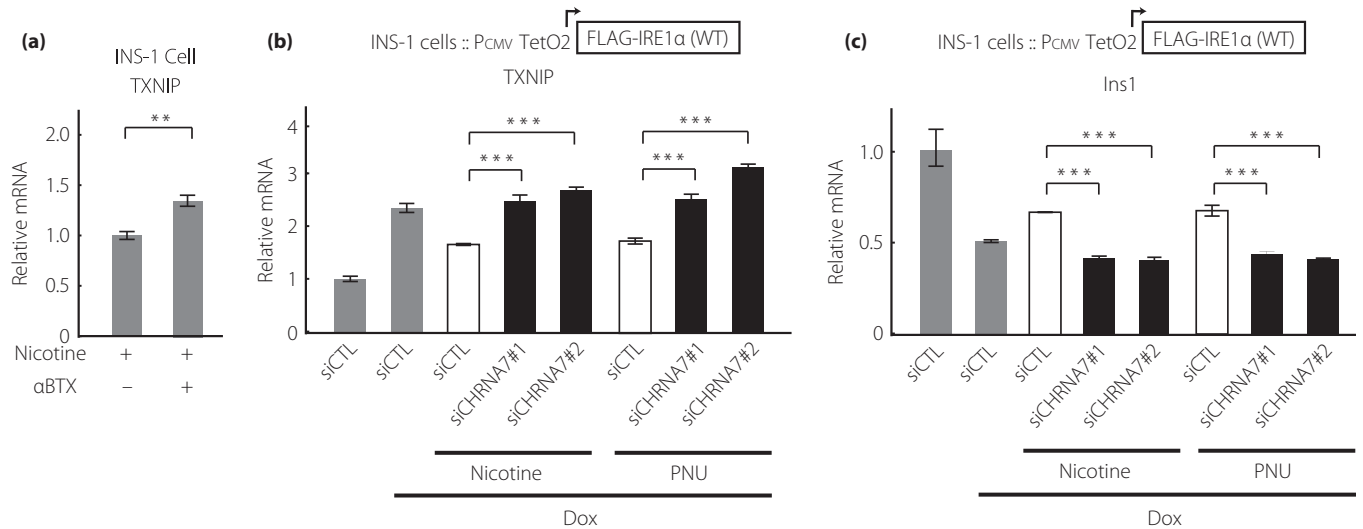 (a)
INS-1 Cell
TXNIP
**
2.0
1.5
1.0
0.5
0
Relative mRNA
Nicotine + +
αBTX – +
(b)
INS-1 cells :: PCMV TetO2 FLAG-IRE1α (WT)
TXNIP
4
3
2
1
0
Relative mRNA
***
***
***
***
siCTL
siCTL
siCTL
siCHRNA7#1
siCHRNA7#2
siCTL
siCHRNA7#1
siCHRNA7#2
Nicotine
PNU
Dox
(c)
INS-1 cells :: PCMV TetO2 FLAG-IRE1α (WT)
Ins1
1.0
0.5
0
Relative mRNA
***
***
***
***
siCTL
siCTL
siCTL
siCHRNA7#1
siCHRNA7#2
siCTL
siCHRNA7#1
siCHRNA7#2
Nicotine
PNU
Dox